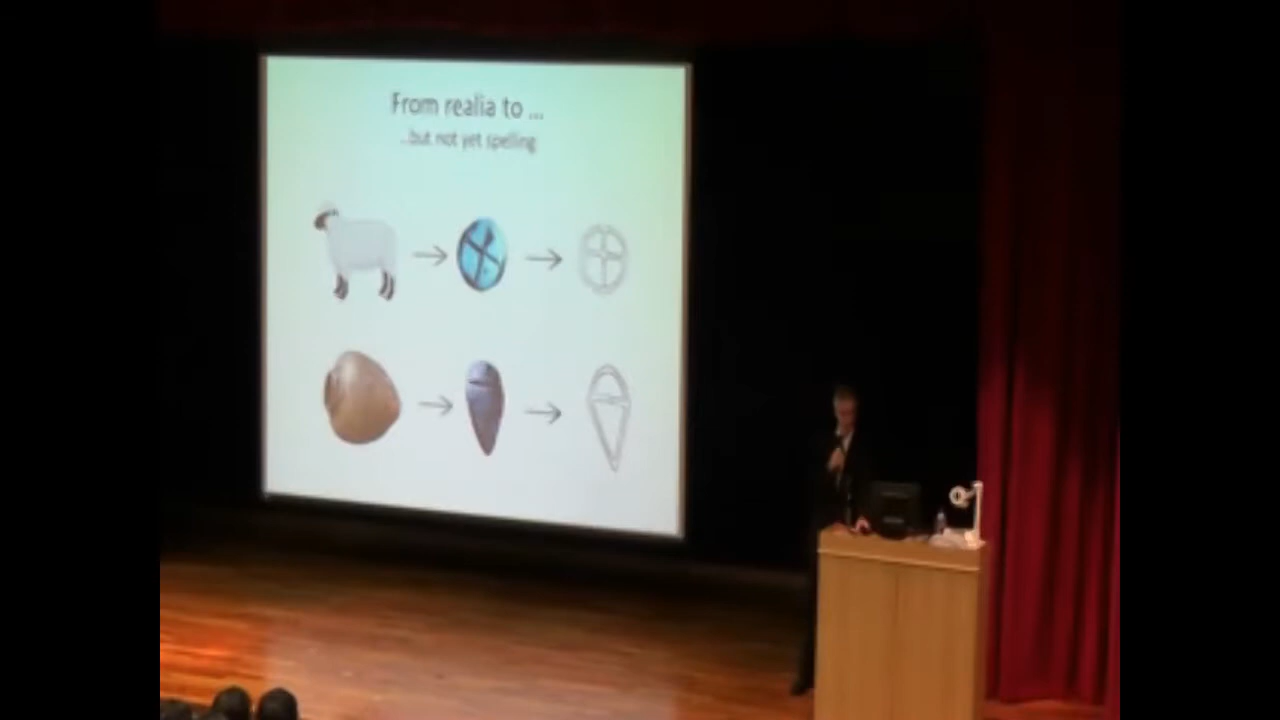 From realia to ...
...but not yet spelling